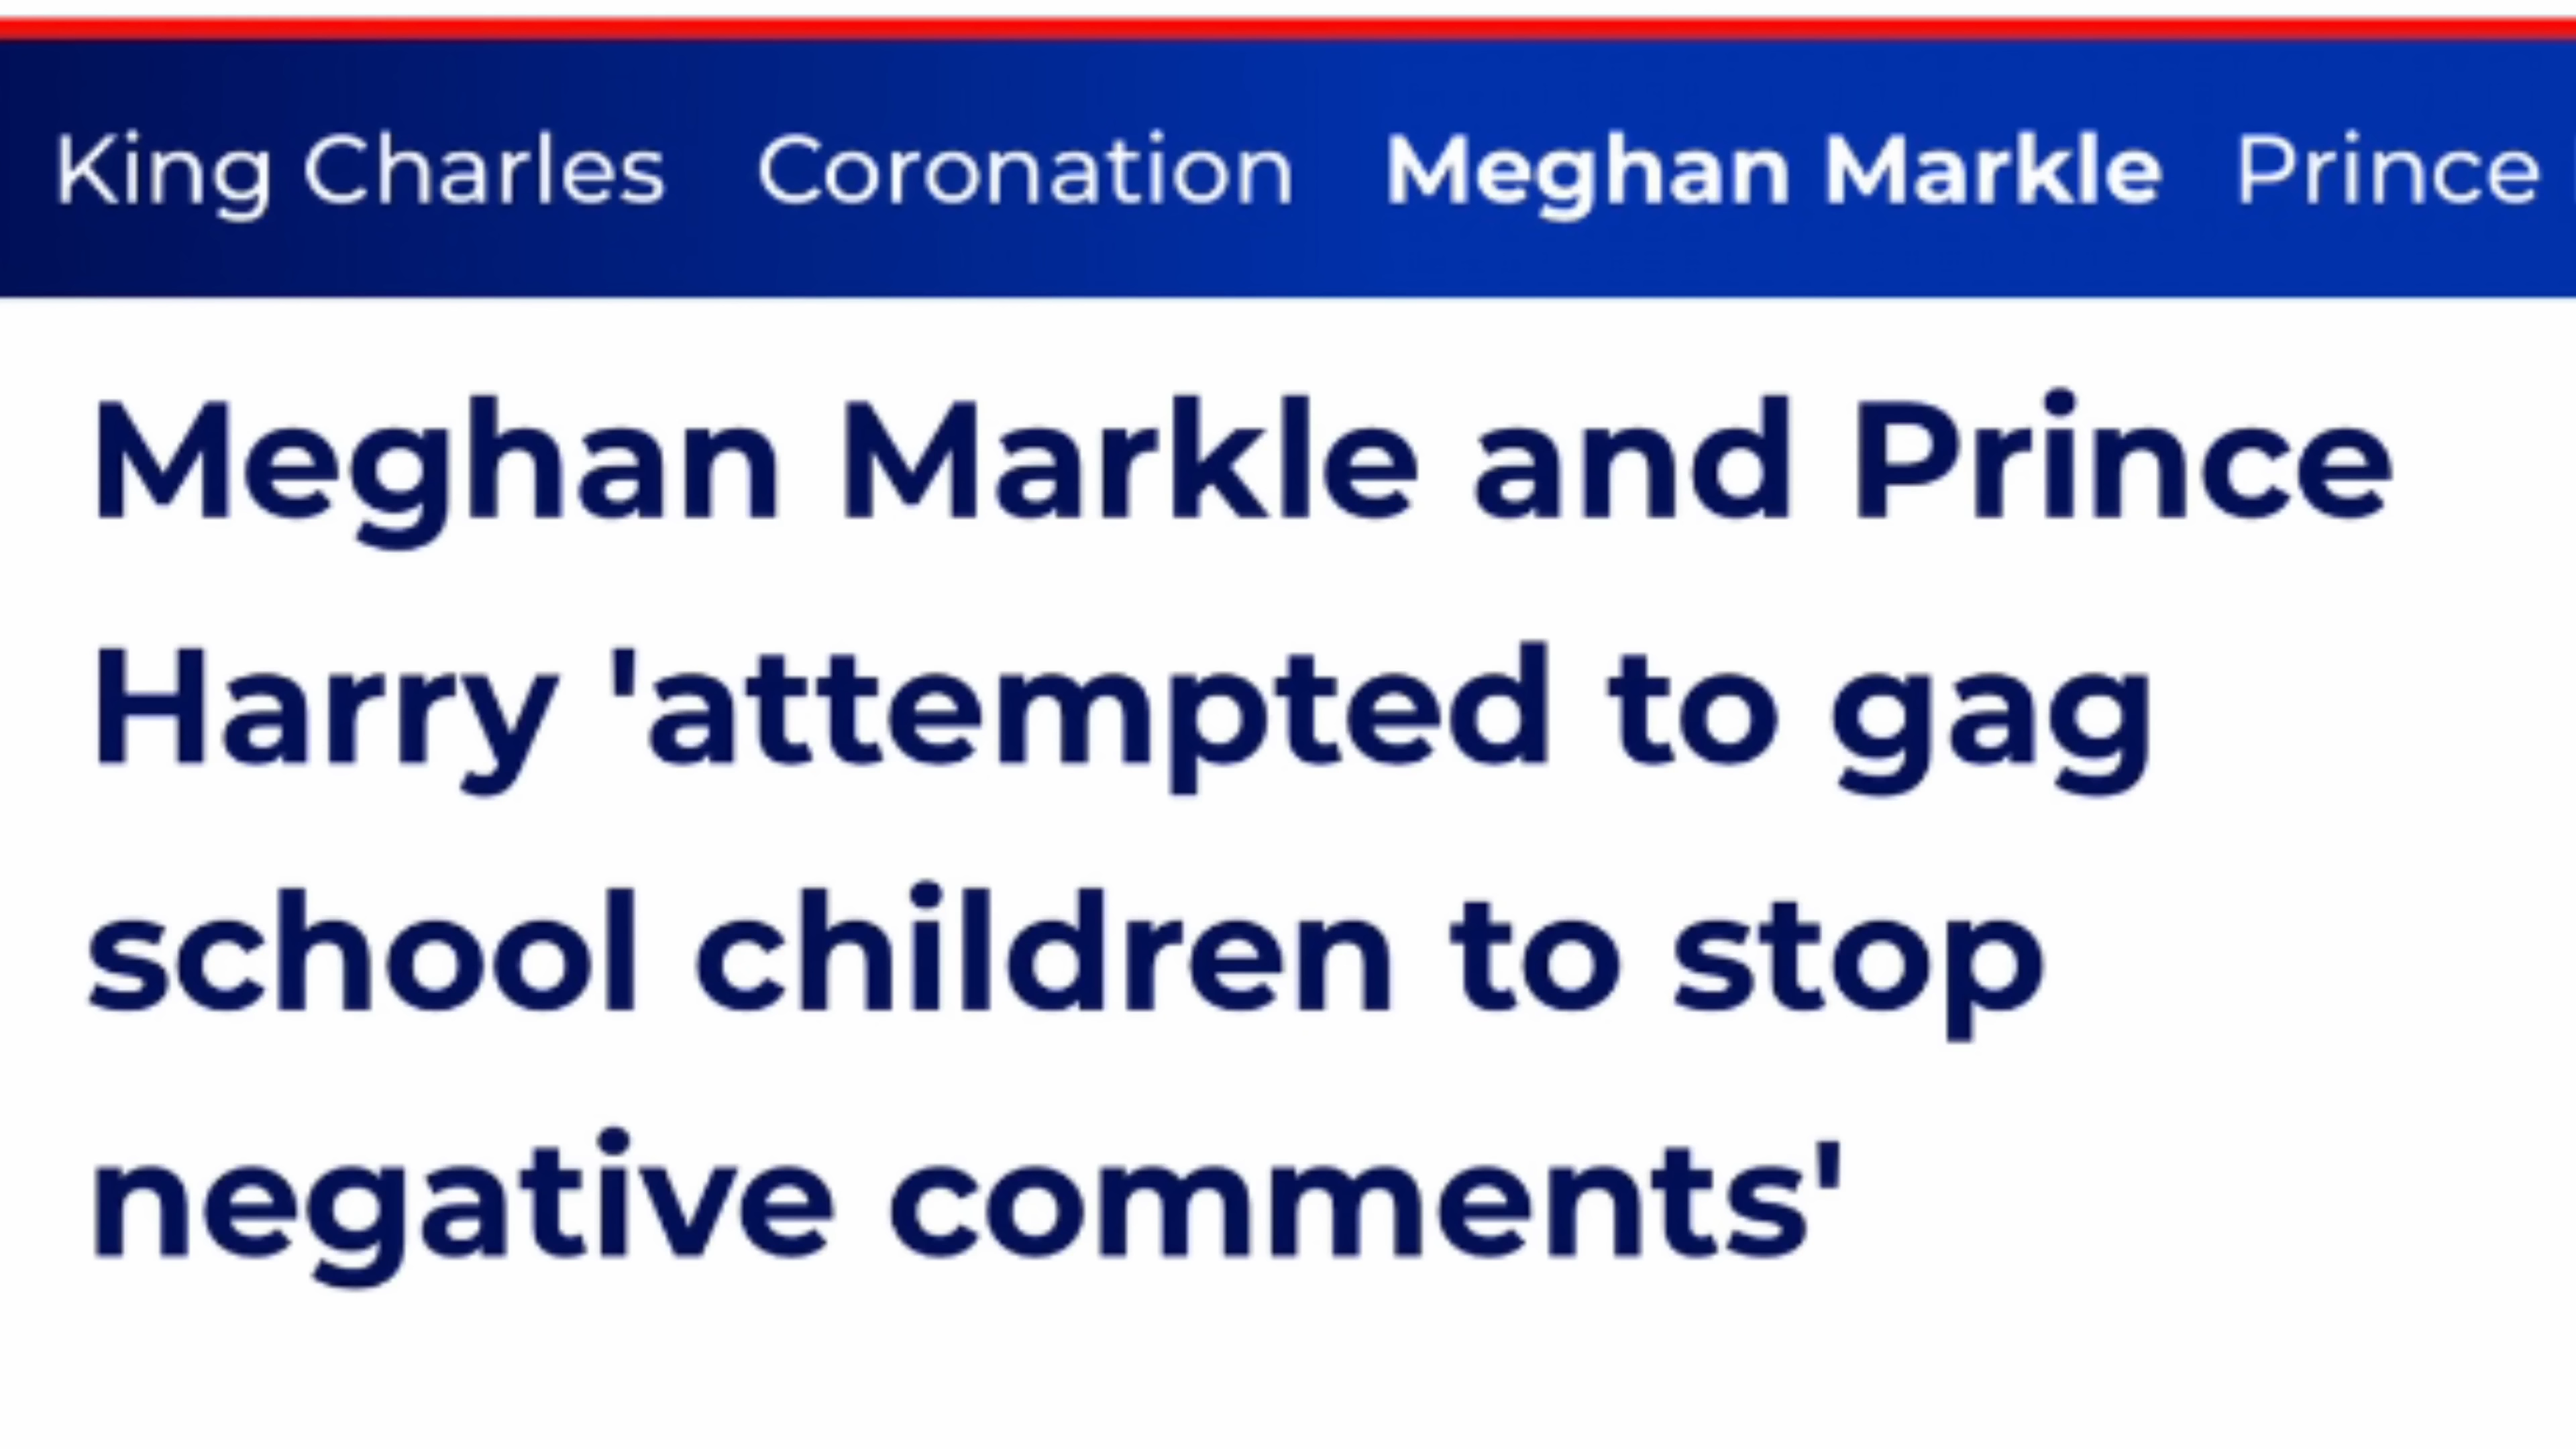 King Charles Coronation Meghan Markle Prince
Meghan Markle and Prince
Harry 'attempted to gag
school children to stop
negative comments'